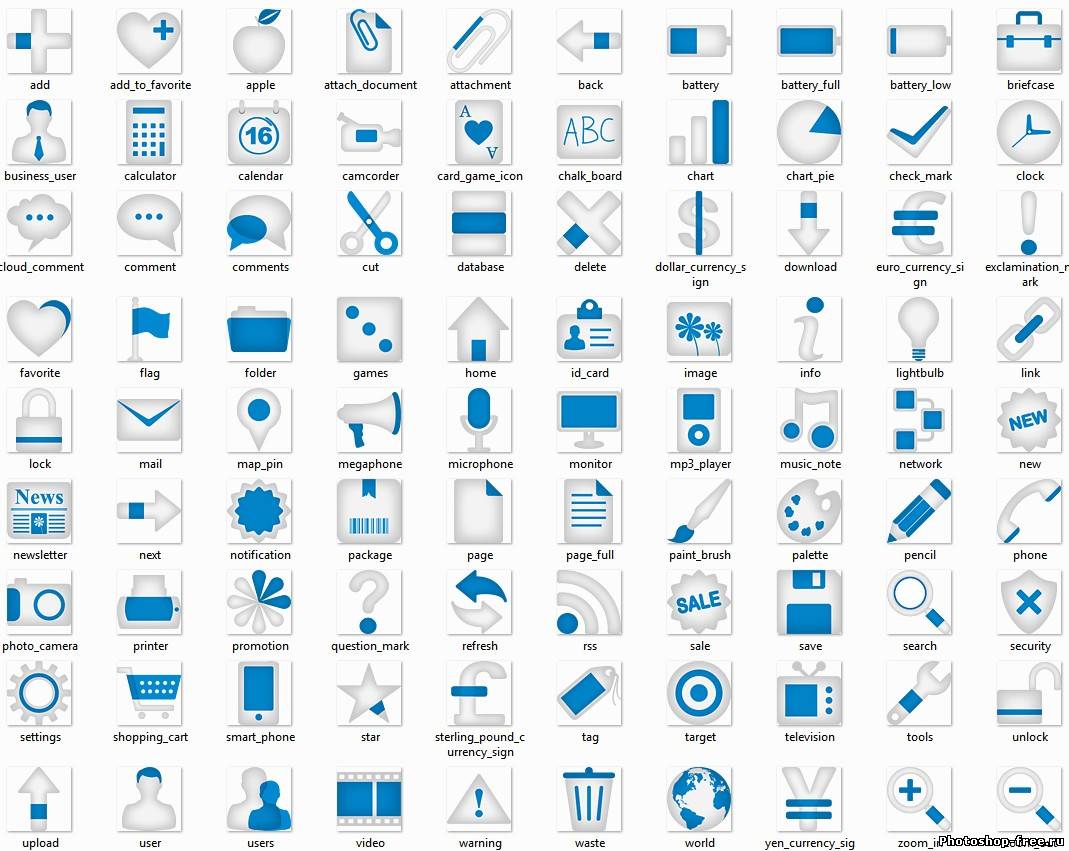 add add_to_favorite apple attach_document attachment back battery battery_full battery_low briefcase
16 A A ABC
business_user calculator calendar camcorder card_game_icon chalk_board chart chart_pie check_mark clock
cloud_comment comment comments cut database delete dollar_currency_s download euro_currency_si exclamination_m
ign gn ark
favorite flag folder games home id_card image info lightbulb link
NEW
lock mail map_pin megaphone microphone monitor mp3_player music_note network new
News
newsletter next notification package page page_full paint_brush palette pencil phone
SALE
photo_camera printer promotion question_mark refresh rss sale save search security
settings shopping_cart smart_phone star sterling_pound_c tag target television tools unlock
urrency_sign
upload user users video warning waste world yen_currency_sig zoom_i
Photoshop-free.ru